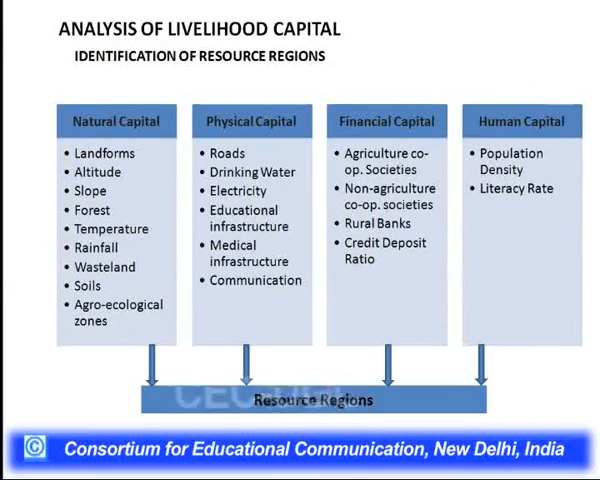 ANALYSIS OF LIVELIHOOD CAPITAL
IDENTIFICATION OF RESOURCE REGIONS
Natural Capital
• Landforms
• Altitude
• Slope
• Forest
• Temperature
• Rainfall
• Wasteland
• Soils
• Agro-ecological
zones
Physical Capital
• Roads
• Drinking Water
• Electricity
• Educational
infrastructure
• Medical
infrastructure
• Communication
Financial Capital
• Agriculture co-
op. Societies
• Non-agriculture
co-op. societies
• Rural Banks
• Credit Deposit
Ratio
Human Capital
• Population
Density
• Literacy Rate
Resource Regions
© Consortium for Educational Communication, New Delhi, India